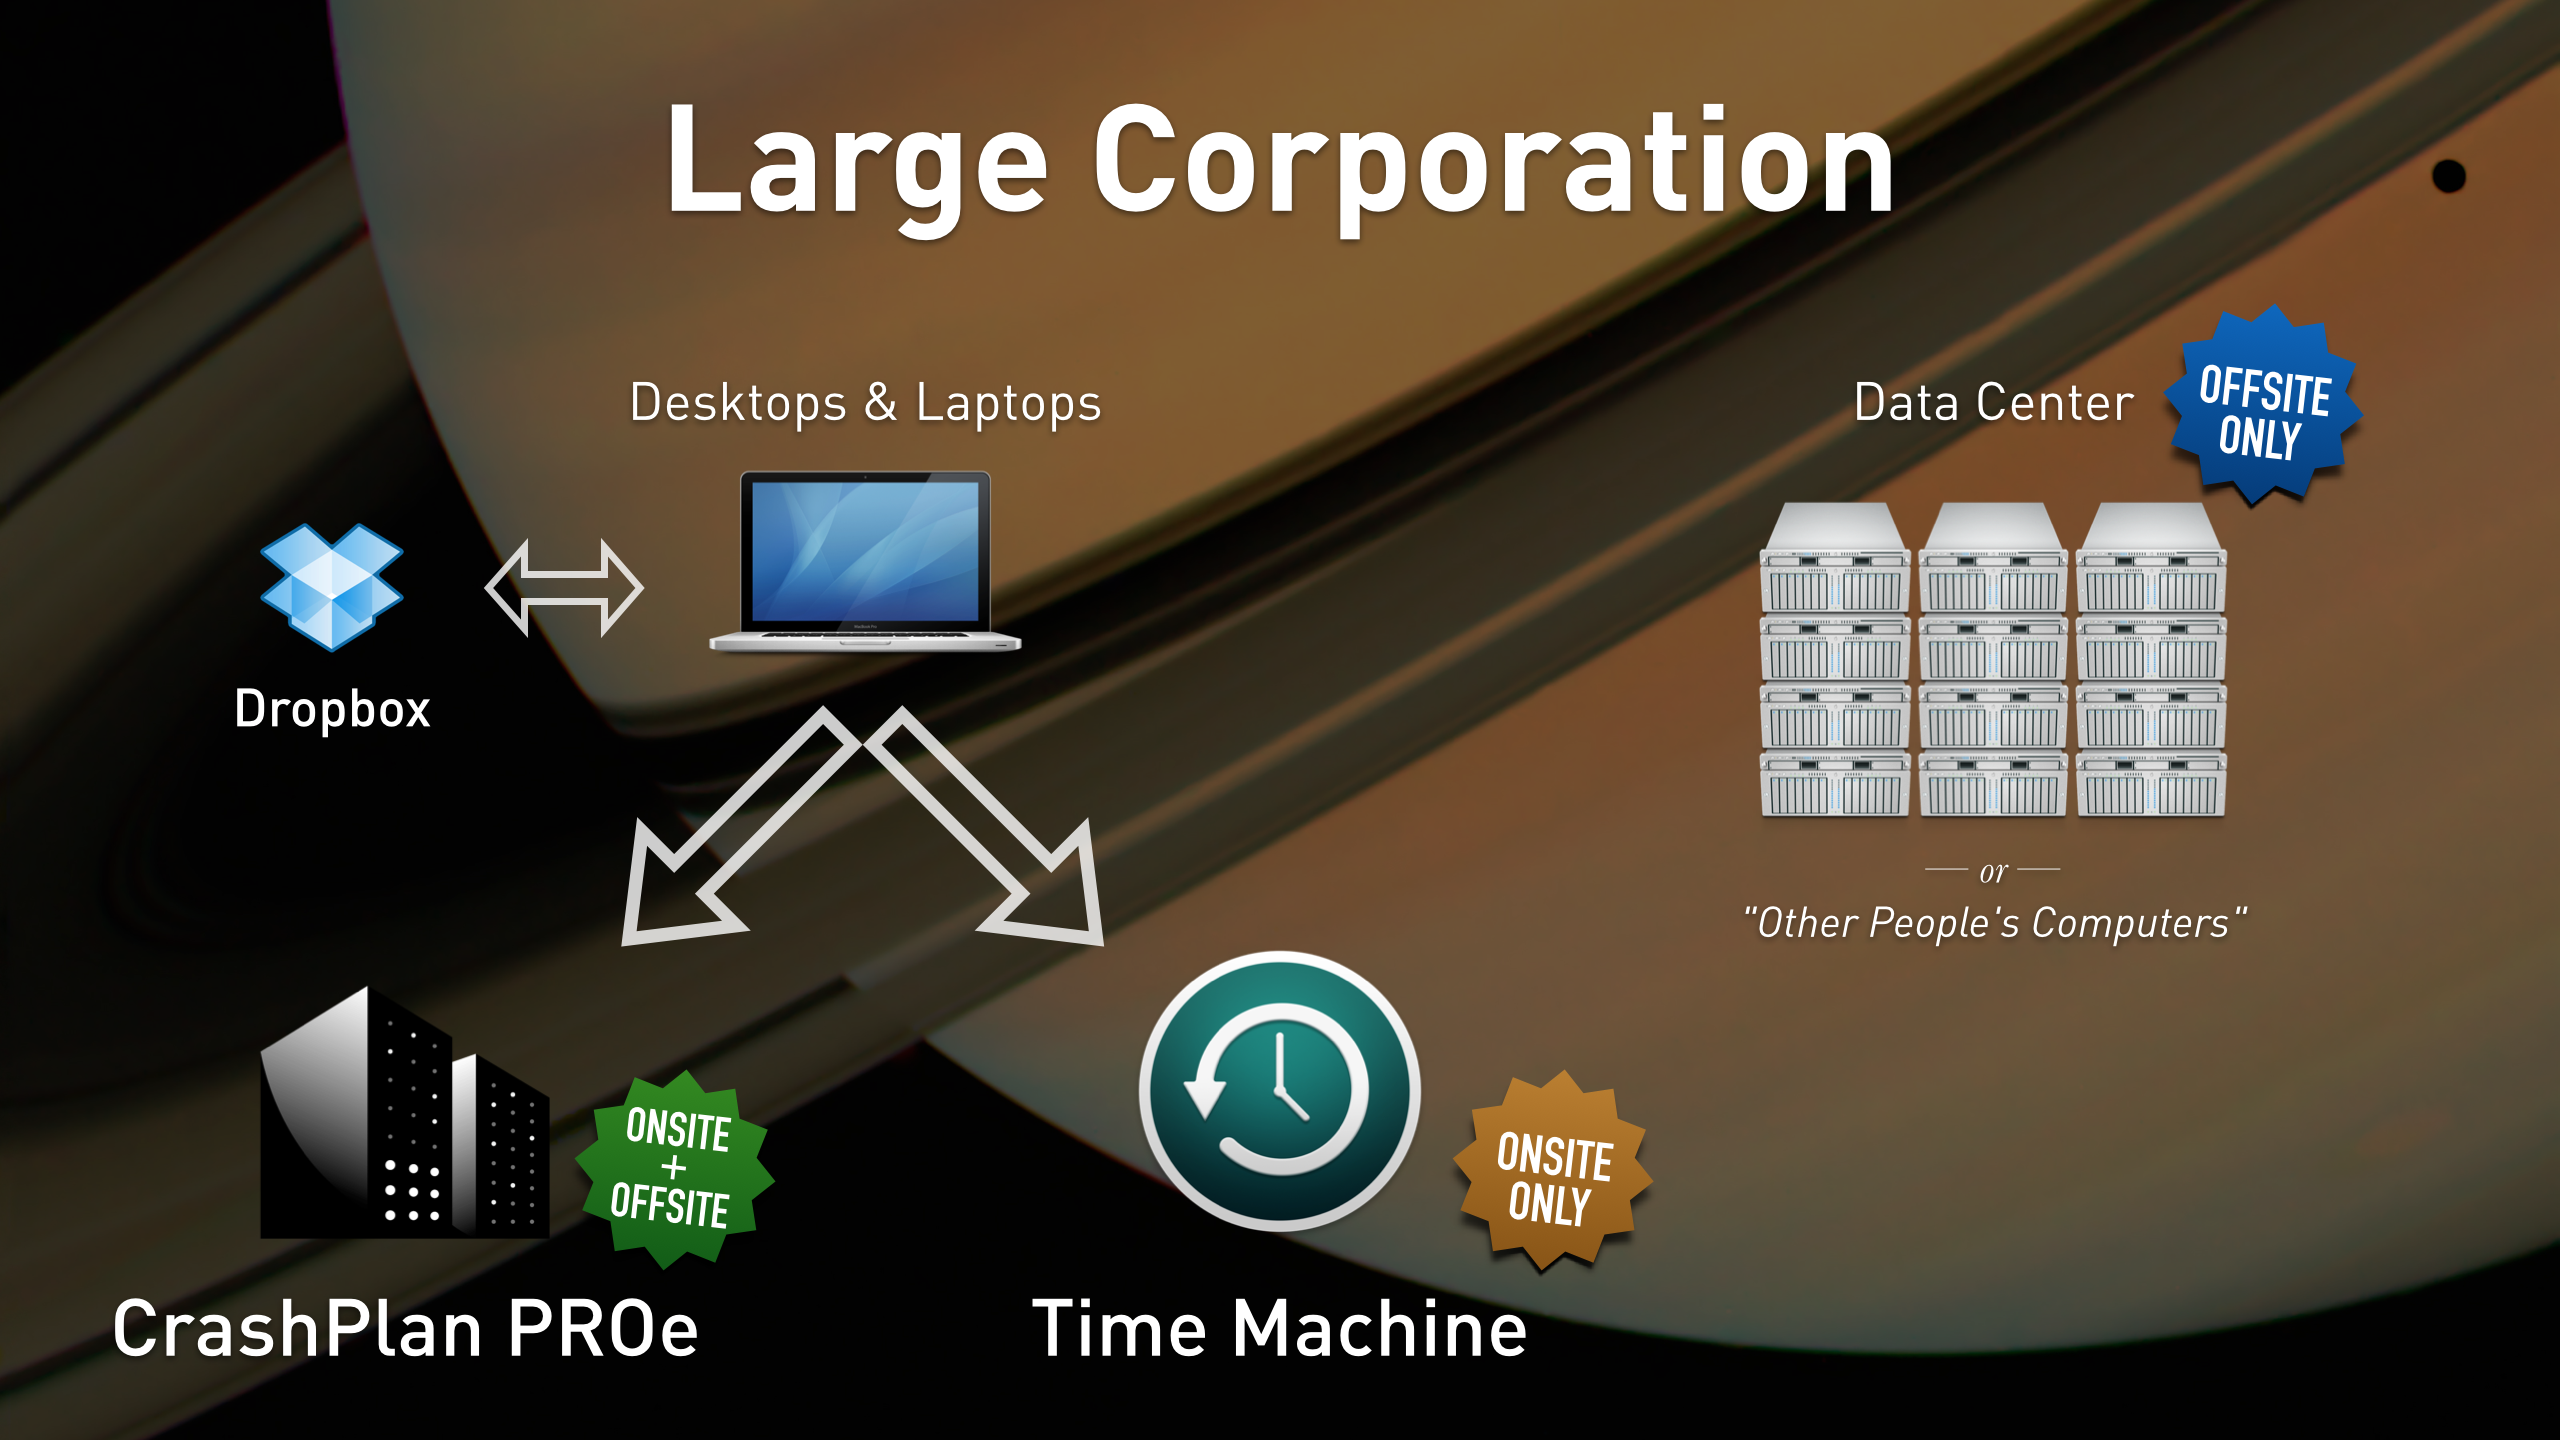 Large Corporation
Desktops & Laptops
Data Center
OFFSITE
ONLY
Dropbox
— or —
"Other People's Computers"
ONSITE
+
OFFSITE
ONSITE
ONLY
CrashPlan PROe
Time Machine